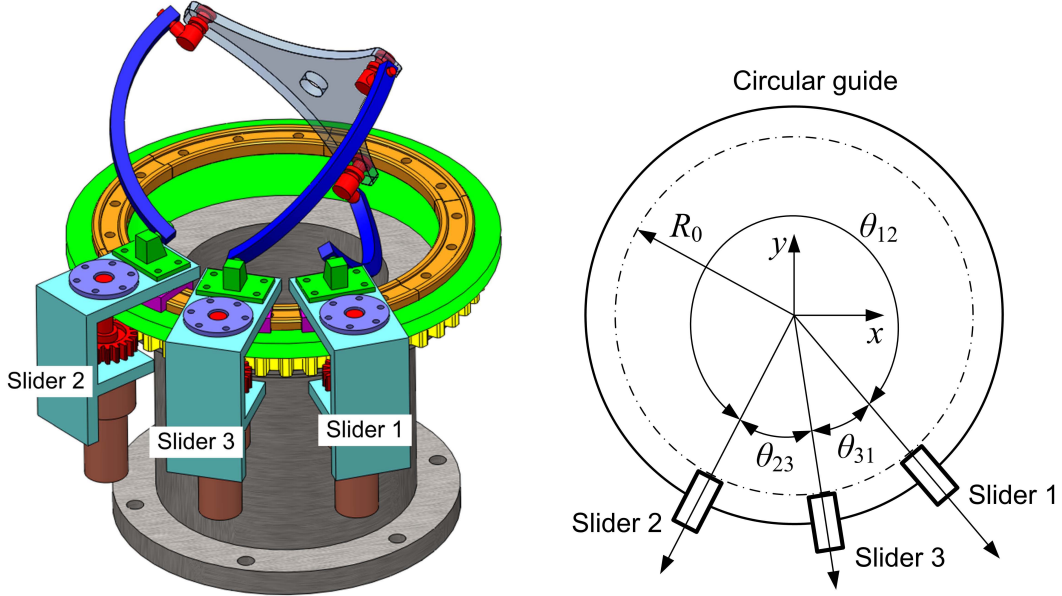 Slider 2
Slider 3
Slider 1
Circular guide
R₀
y
x
θ₁₂
θ₂₃
θ₃₁
Slider 1
Slider 2
Slider 3